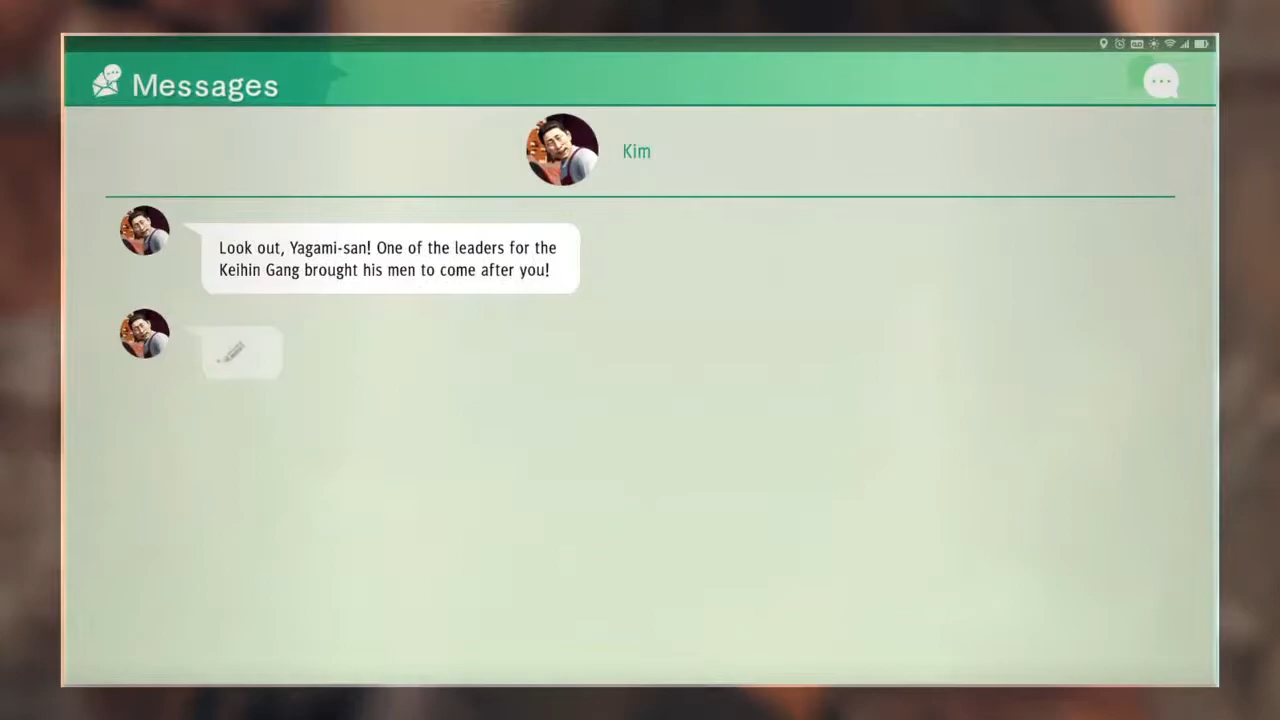 Messages
Kim
Look out, Yagami-san! One of the leaders for the
Keihin Gang brought his men to come after you!